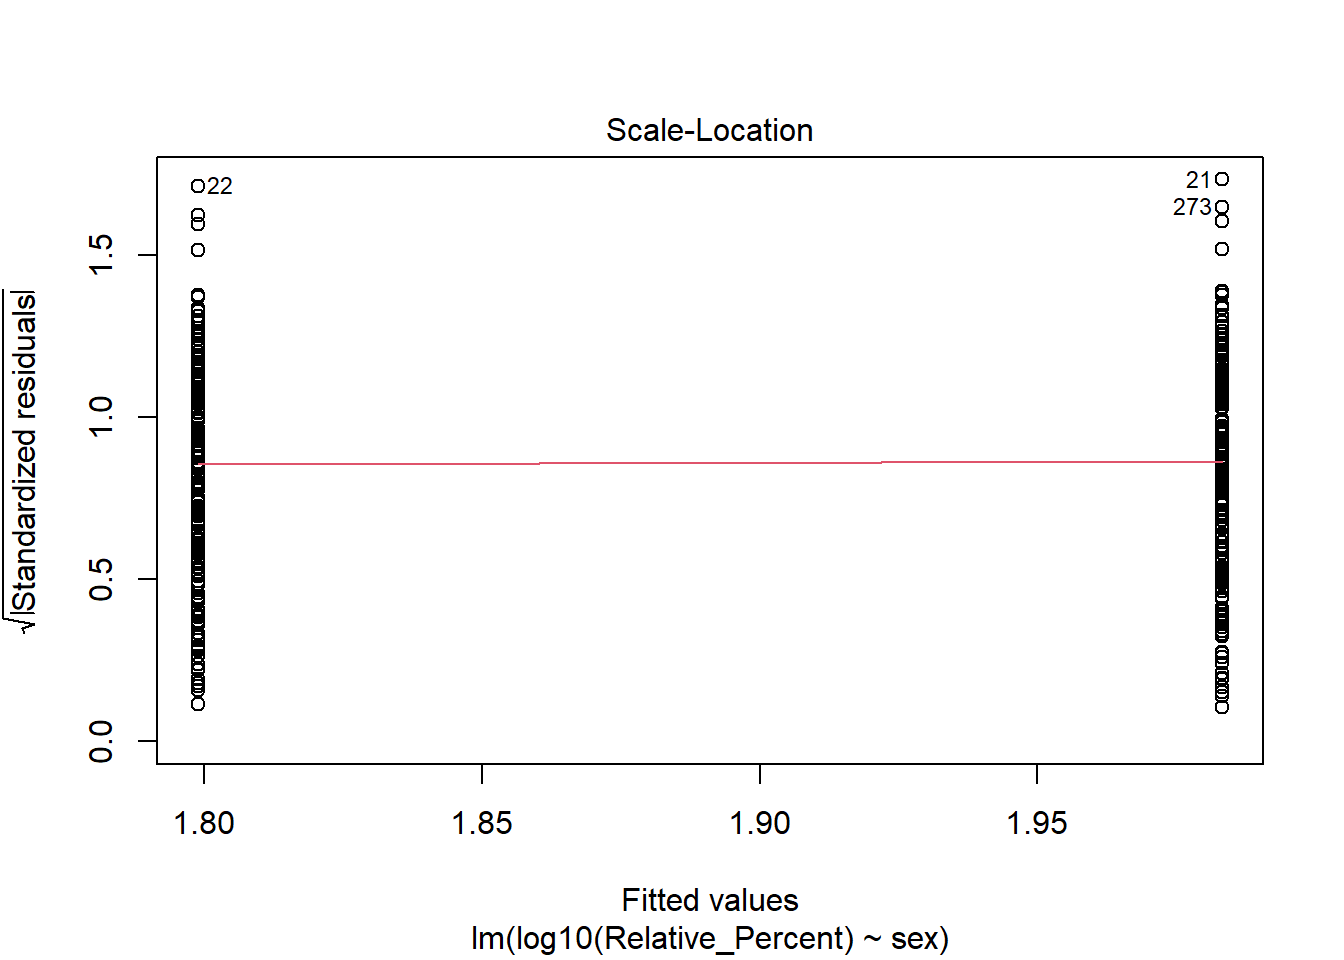 Scale-Location
√|Standardized residuals|
0.0
0.5
1.0
1.5
22
21
273
1.80
1.85
1.90
1.95
Fitted values
lm(log10(Relative_Percent) ~ sex)